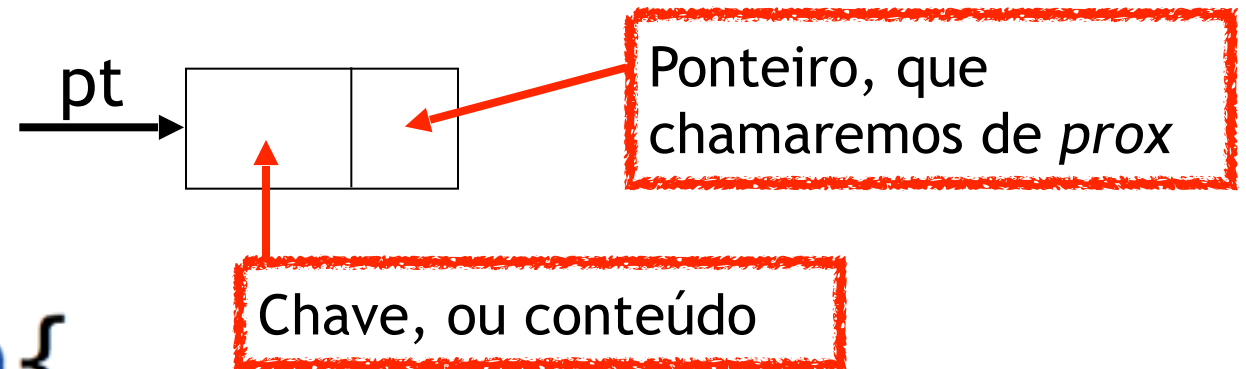 pt
Ponteiro, que
chamaremos de prox
Chave, ou conteúdo
{